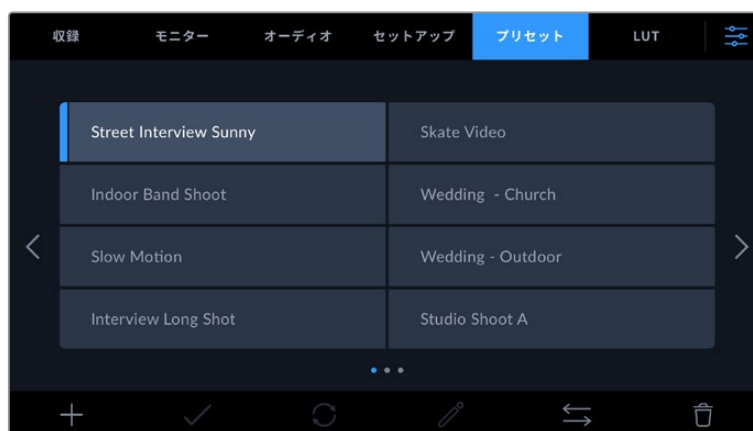 収録 モニター オーディオ セットアップ プリセット LUT
Street Interview Sunny Skate Video
Indoor Band Shoot Wedding - Church
Slow Motion Wedding - Outdoor
Interview Long Shot Studio Shoot A